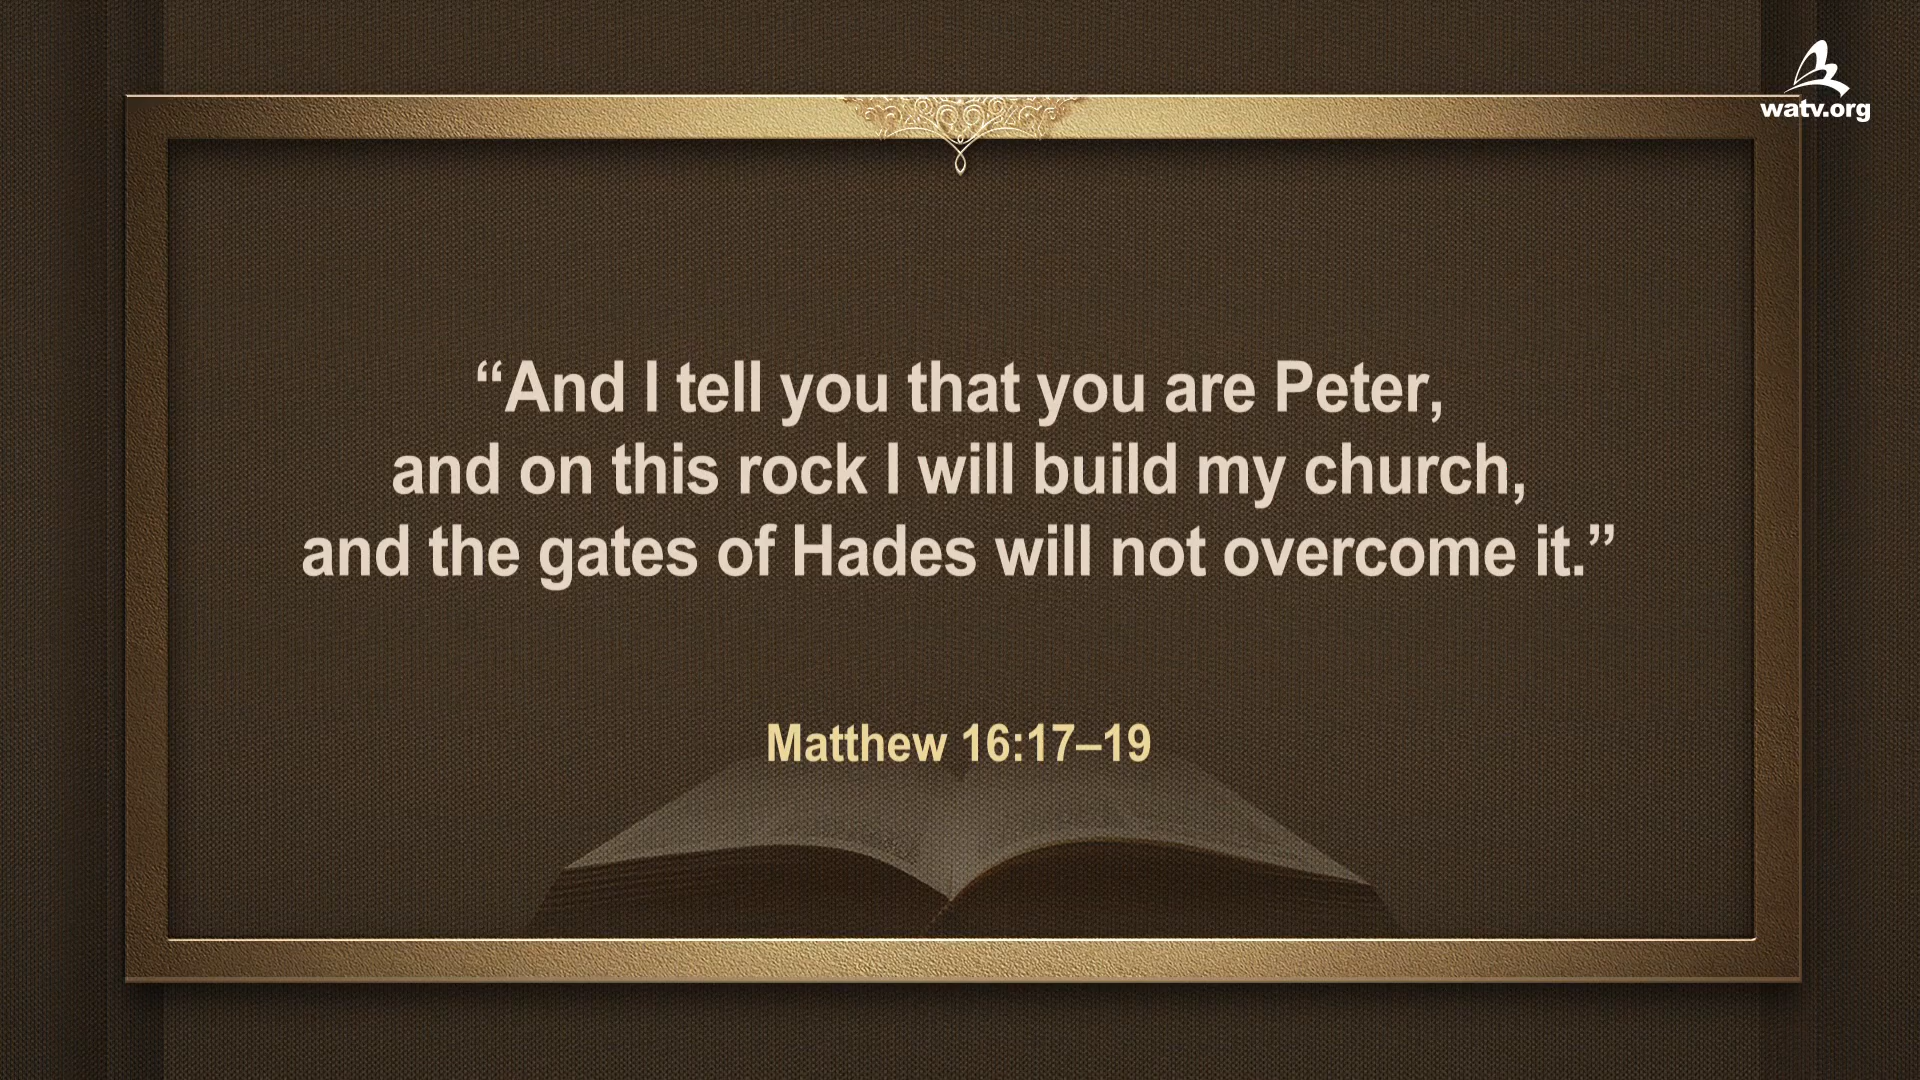 watv.org
“And I tell you that you are Peter,
and on this rock I will build my church,
and the gates of Hades will not overcome it.”
Matthew 16:17–19